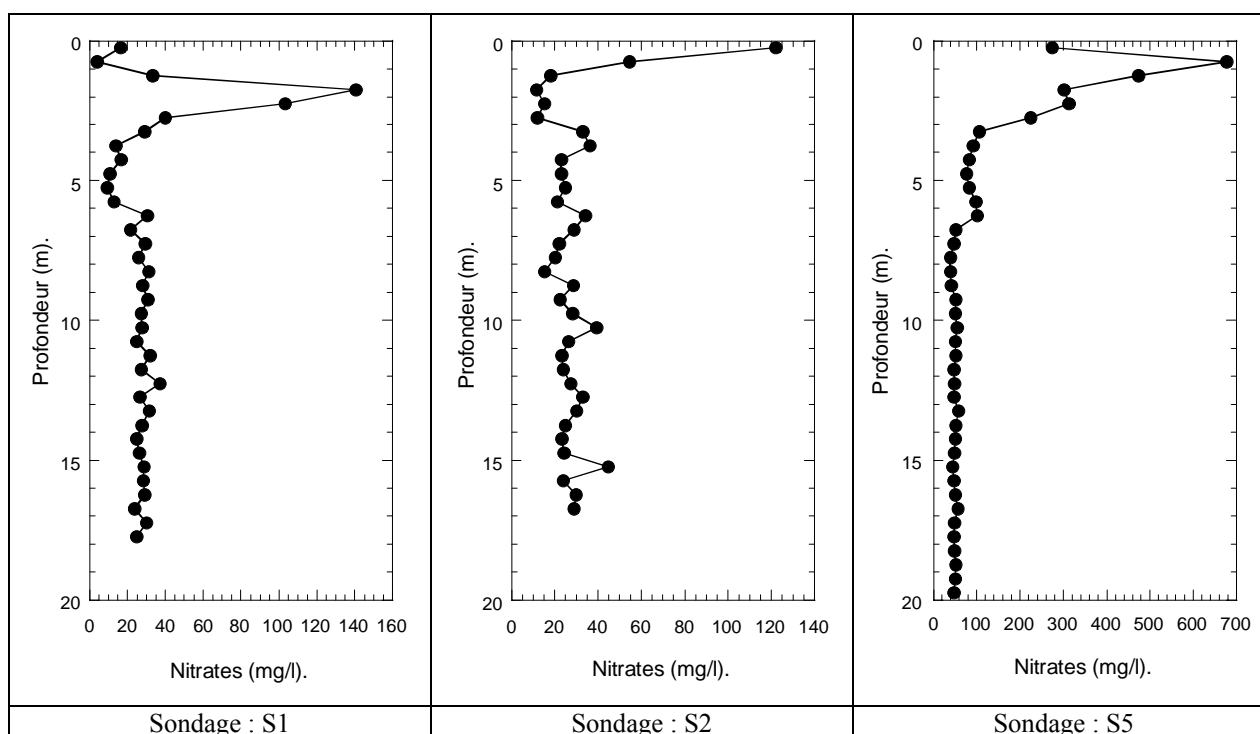 0
5
10
15
20
Profondeur (m).
0 20 40 60 80 100 120 140 160
Nitrates (mg/l).
Sondage : S1
0
5
10
15
20
Profondeur (m).
0 20 40 60 80 100 120 140
Nitrates (mg/l).
Sondage : S2
0
5
10
15
20
Profondeur (m).
0 100 200 300 400 500 600 700
Nitrates (mg/l).
Sondage : S5